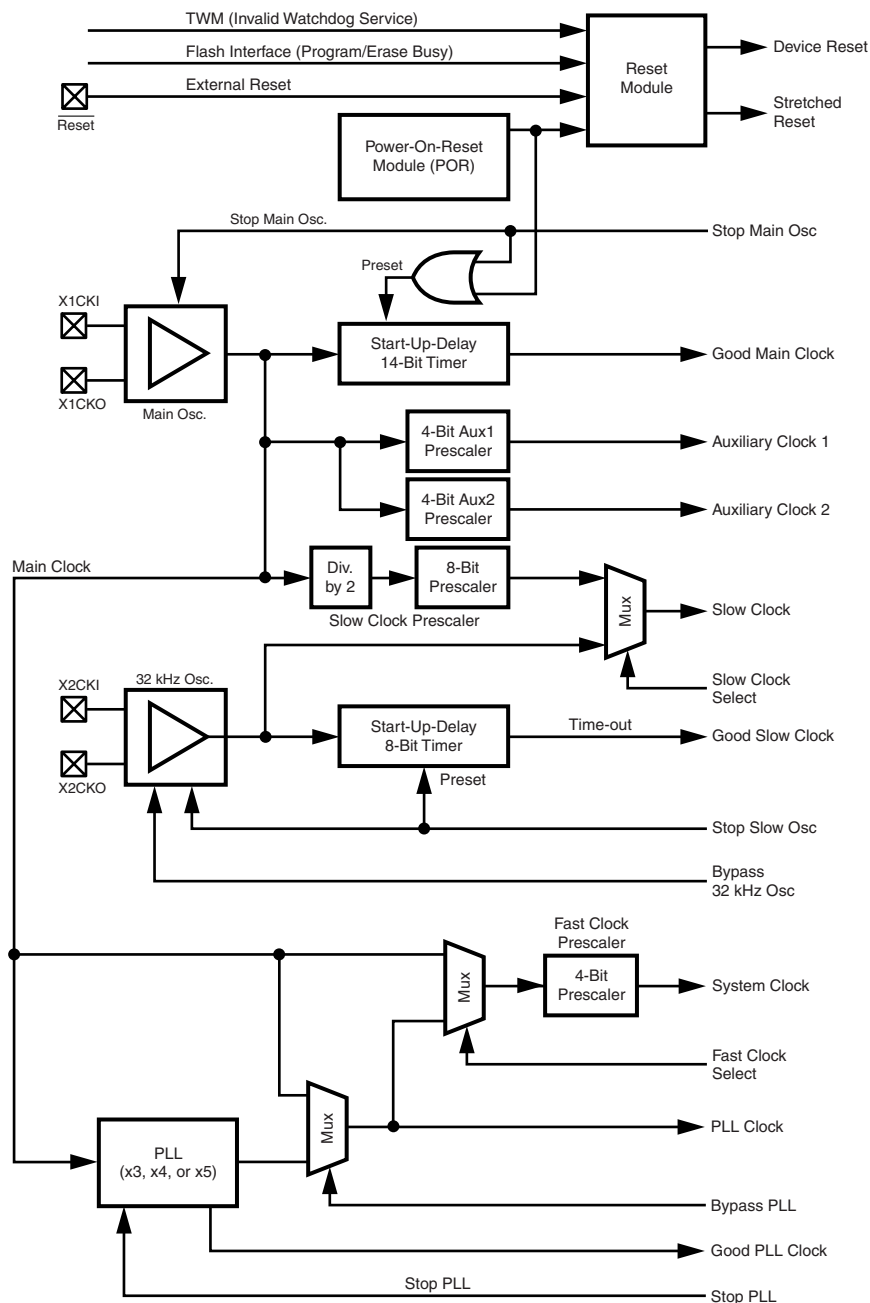 TWM (Invalid Watchdog Service)
Flash Interface (Program/Erase Busy)
External Reset
Reset
Reset
Module
Device Reset
Stretched
Reset
Power-On-Reset
Module (POR)
Stop Main Osc.
Stop Main Osc
Preset
X1CKI
X1CKO
Main Osc.
Start-Up-Delay
14-Bit Timer
Good Main Clock
4-Bit Aux1
Prescaler
Auxiliary Clock 1
4-Bit Aux2
Prescaler
Auxiliary Clock 2
Main Clock
Div.
by 2
8-Bit
Prescaler
Slow Clock Prescaler
Mux
Slow Clock
Slow Clock
Select
X2CKI
X2CKO
32 kHz Osc.
Start-Up-Delay
8-Bit Timer
Time-out
Good Slow Clock
Preset
Stop Slow Osc
Bypass
32 kHz Osc
Fast Clock
Prescaler
Mux
4-Bit
Prescaler
System Clock
Fast Clock
Select
Mux
PLL Clock
PLL
(x3, x4, or x5)
Bypass PLL
Good PLL Clock
Stop PLL
Stop PLL